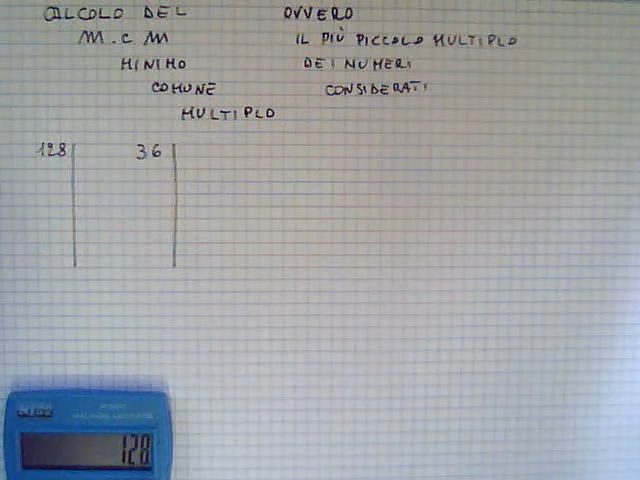 CALCOLO DEL OVVERO
M.C M IL PIÙ PICCOLO MULTIPLO
MINIMO DEI NUMERI
COMUNE CONSIDERATI
MULTIPLO
128 36
128